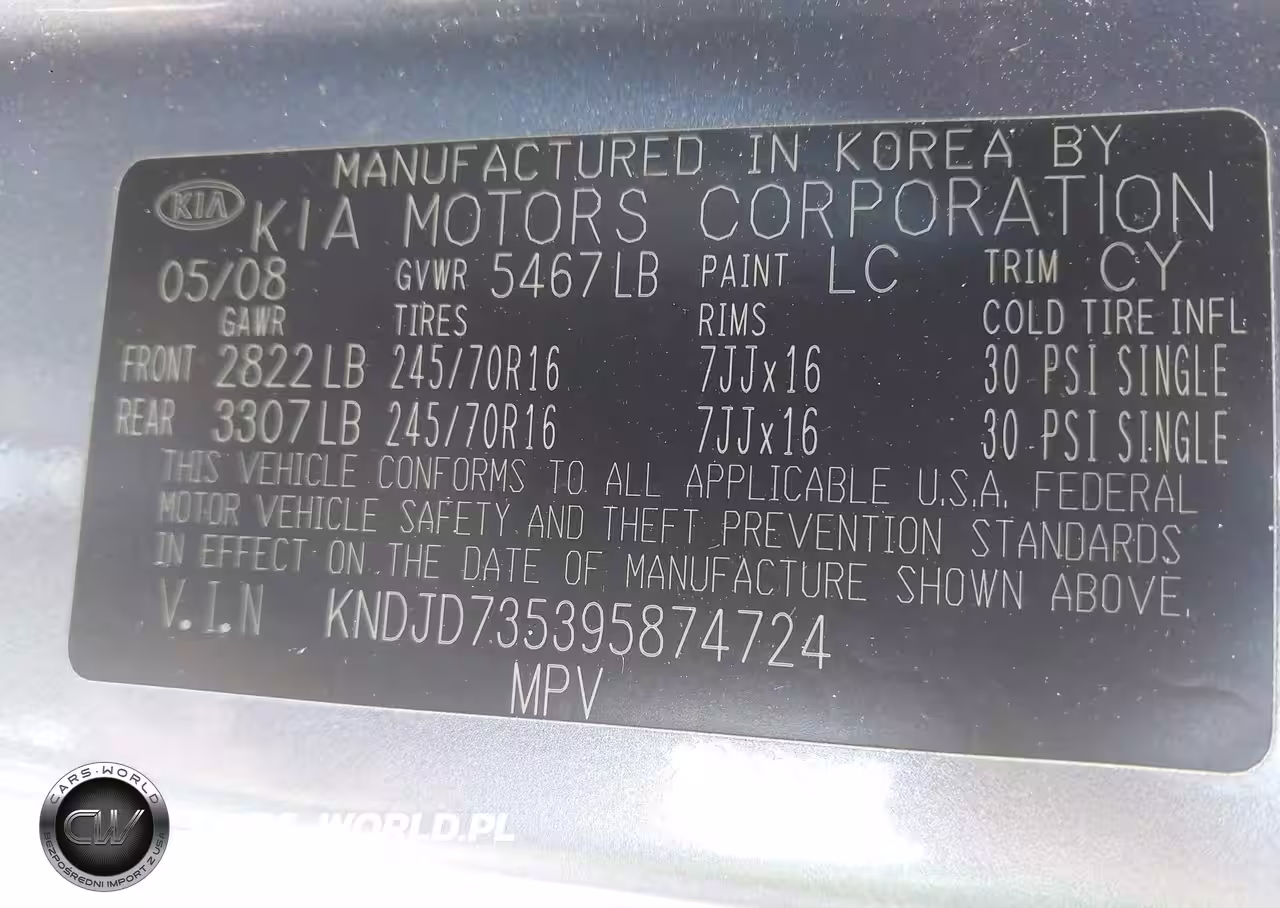 MANUFACTURED IN KOREA BY
KIA KIA MOTORS CORPORATION
05/08 GVWR 5467LB PAINT LC TRIM CY
GAWR TIRES RIMS COLD TIRE INFL.
FRONT 2822LB 245/70R16 7JJx16 30 PSI SINGLE
REAR 3307LB 245/70R16 7JJx16 30 PSI SINGLE
THIS VEHICLE CONFORMS TO ALL APPLICABLE U.S.A. FEDERAL
MOTOR VEHICLE SAFETY AND THEFT PREVENTION STANDARDS
IN EFFECT ON THE DATE OF MANUFACTURE SHOWN ABOVE.
V.I.N KNDJD735395874724
MPV
CARS-WORLD
CW
BEZPOŚREDNI IMPORT Z USA
WORLD.PL